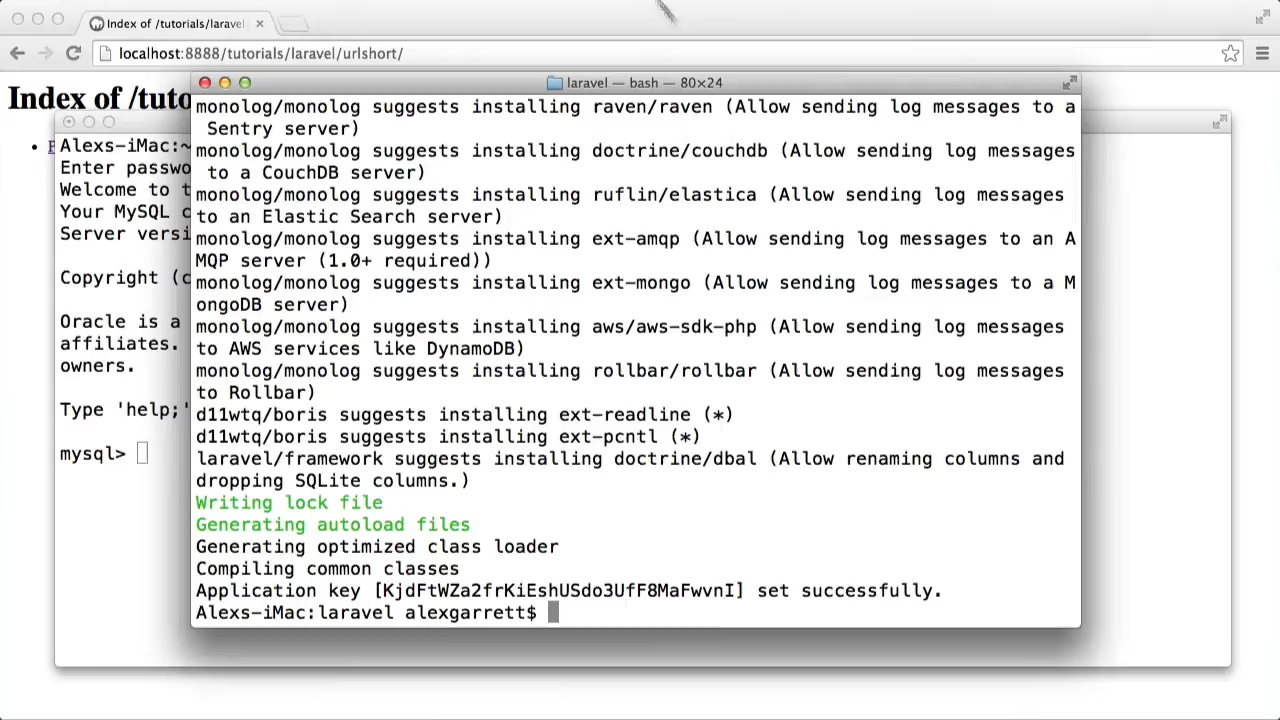 Index of /tutorials/laravel
localhost:8888/tutorials/laravel/urlshort/
Index of /tuto
laravel — bash — 80×24
Alexs-iMac:~
Enter passwo
Welcome to t
Your MySQL c
Server versi
Copyright (c
Oracle is a
affiliates.
owners.
Type 'help;'
mysql>
monolog/monolog suggests installing raven/raven (Allow sending log messages to a
Sentry server)
monolog/monolog suggests installing doctrine/couchdb (Allow sending log messages
to a CouchDB server)
monolog/monolog suggests installing ruflin/elastica (Allow sending log messages
to an Elastic Search server)
monolog/monolog suggests installing ext-amqp (Allow sending log messages to an A
MQP server (1.0+ required))
monolog/monolog suggests installing ext-mongo (Allow sending log messages to a M
ongoDB server)
monolog/monolog suggests installing aws/aws-sdk-php (Allow sending log messages
to AWS services like DynamoDB)
monolog/monolog suggests installing rollbar/rollbar (Allow sending log messages
to Rollbar)
d11wtq/boris suggests installing ext-readline (*)
d11wtq/boris suggests installing ext-pcntl (*)
laravel/framework suggests installing doctrine/dbal (Allow renaming columns and
dropping SQLite columns.)
Writing lock file
Generating autoload files
Generating optimized class loader
Compiling common classes
Application key [KjdFtWZa2frKiEshUSdo3UfF8MaFwvnI] set successfully.
Alexs-iMac:laravel alexgarrett$